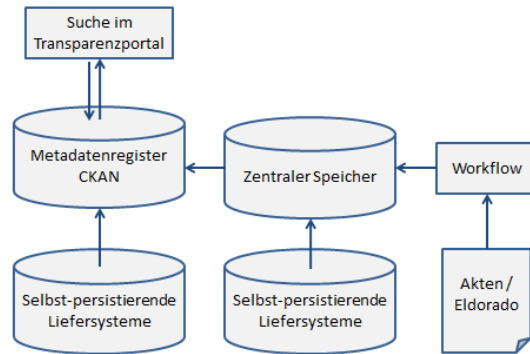 Suche im
Transparenzportal
Metadatenregister
CKAN
Zentraler Speicher
Workflow
Selbst-persistierende
Liefersysteme
Selbst-persistierende
Liefersysteme
Akten /
Eldorado